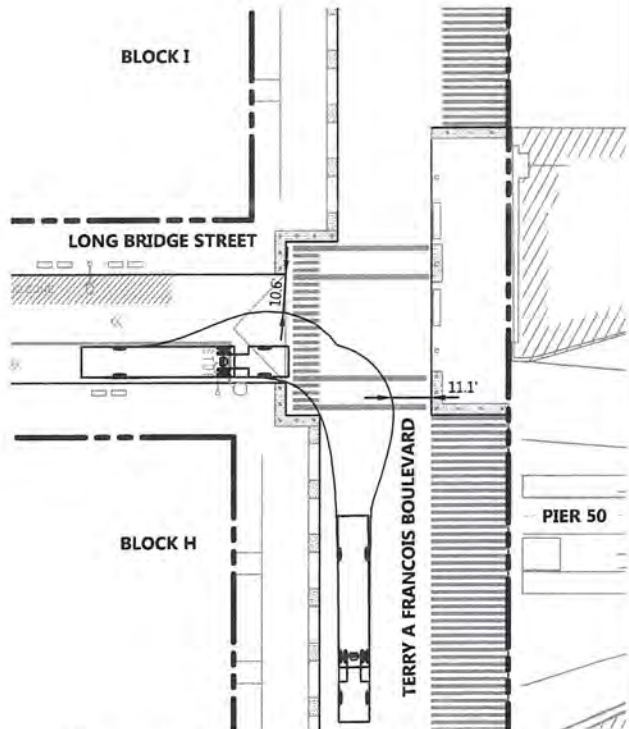 BLOCK I
LONG BRIDGE STREET
10.6'
11.1'
TERRY A FRANCOIS BOULEVARD
PIER 50
BLOCK H